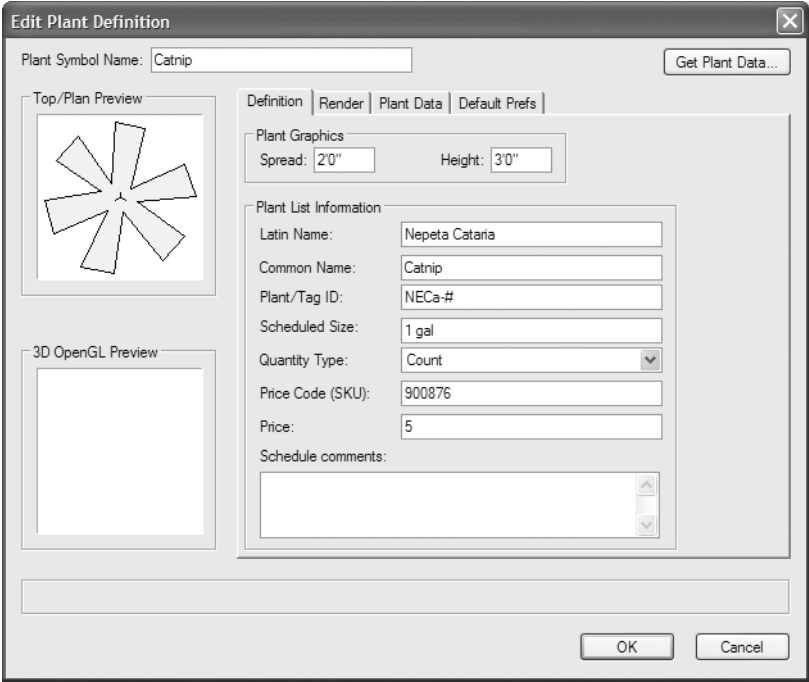 Edit Plant Definition
Plant Symbol Name: Catnip Get Plant Data...
Top/Plan Preview
Definition Render Plant Data Default Prefs
Plant Graphics
Spread: 2'0" Height: 3'0"
Plant List Information
Latin Name: Nepeta Cataria
Common Name: Catnip
Plant/Tag ID: NECa-#
Scheduled Size: 1 gal
3D OpenGL Preview
Quantity Type: Count
Price Code (SKU): 900876
Price: 5
Schedule comments:
OK Cancel